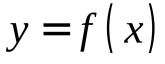 y = f ( x )